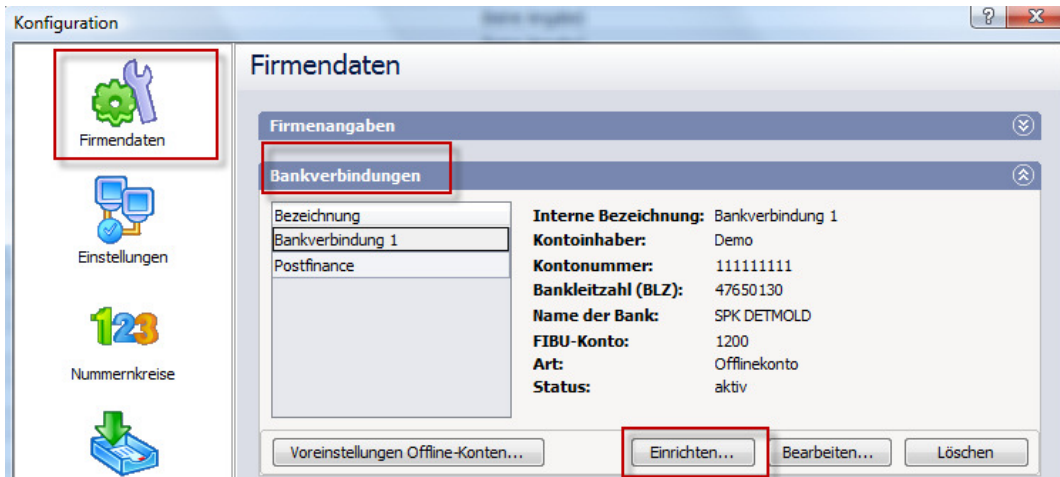 Konfiguration
Firmendaten
Firmendaten
Einstellungen
123
Nummernkreise
Firmenangaben
Bankverbindungen
Bezeichnung
Bankverbindung 1
Postfinance
Interne Bezeichnung: Bankverbindung 1
Kontoinhaber: Demo
Kontonummer: 111111111
Bankleitzahl (BLZ): 47650130
Name der Bank: SPK DETMOLD
FIBU-Konto: 1200
Art: Offlinekonto
Status: aktiv
Voreinstellungen Offline-Konten... Einrichten... Bearbeiten... Löschen